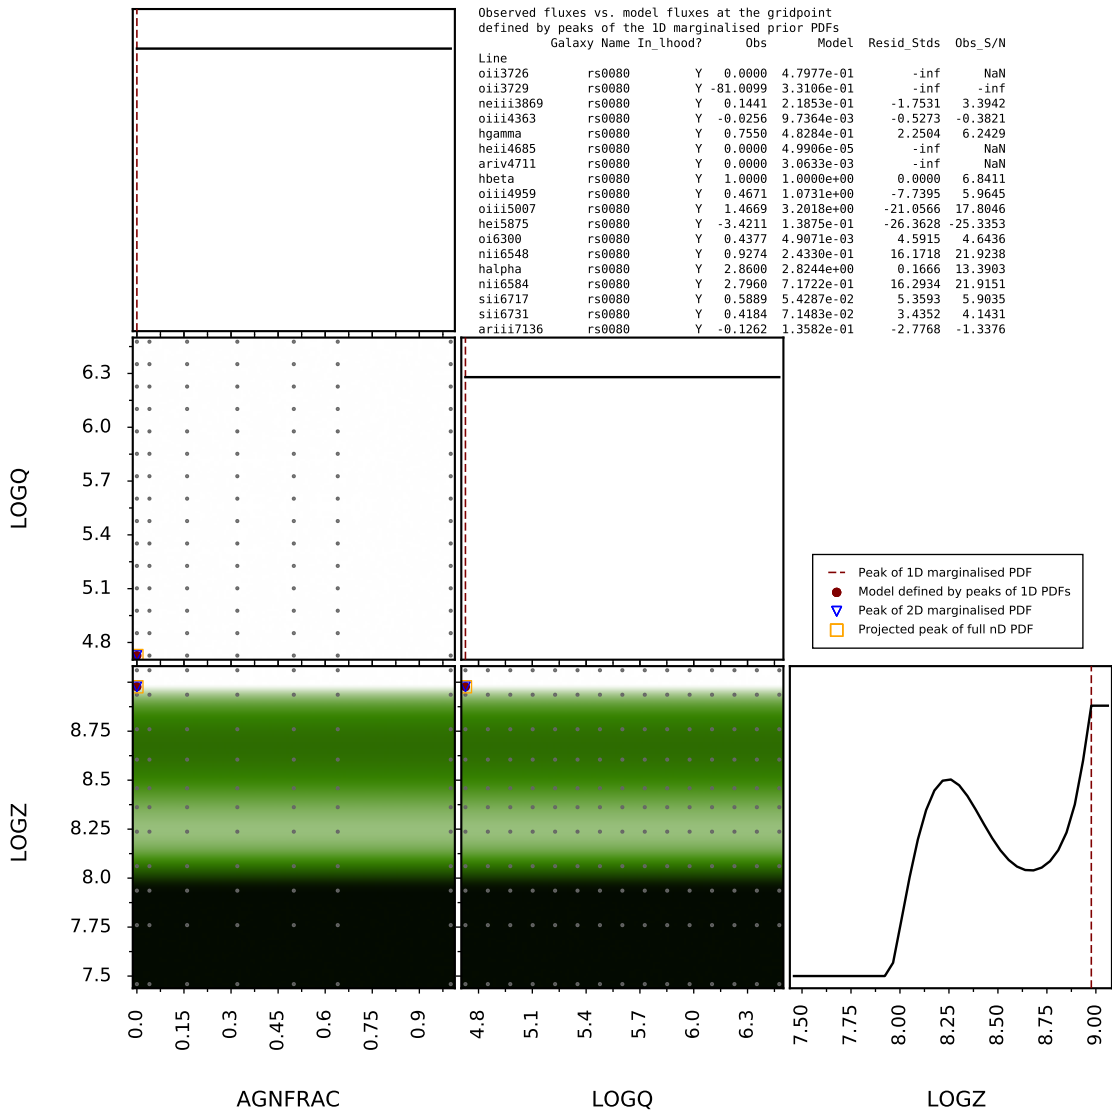 Observed fluxes vs. model fluxes at the gridpoint
defined by peaks of the 1D marginalised prior PDFs
Galaxy Name In_lhood? Obs Model Resid_Stds Obs_S/N
Line
oii3726 rs0080 Y 0.0000 4.7977e-01 -inf NaN
oii3729 rs0080 Y -81.0099 3.3106e-01 -inf -inf
neiii3869 rs0080 Y 0.1441 2.1853e-01 -1.7531 3.3942
oiii4363 rs0080 Y -0.0256 9.7364e-03 -0.5273 -0.3821
hgamma rs0080 Y 0.7550 4.8284e-01 2.2504 6.2429
heii4685 rs0080 Y 0.0000 4.9906e-05 -inf NaN
ariv4711 rs0080 Y 0.0000 3.0633e-03 -inf NaN
hbeta rs0080 Y 1.0000 1.0000e+00 0.0000 6.8411
oiii4959 rs0080 Y 0.4671 1.0731e+00 -7.7395 5.9645
oiii5007 rs0080 Y 1.4669 3.2018e+00 -21.0566 17.8046
hei5875 rs0080 Y -3.4211 1.3875e-01 -26.3628 -25.3353
oi6300 rs0080 Y 0.4377 4.9071e-03 4.5915 4.6436
nii6548 rs0080 Y 0.9274 2.4330e-01 16.1718 21.9238
halpha rs0080 Y 2.8600 2.8244e+00 0.1666 13.3903
nii6584 rs0080 Y 2.7960 7.1722e-01 16.2934 21.9151
sii6717 rs0080 Y 0.5889 5.4287e-02 5.3593 5.9035
sii6731 rs0080 Y 0.4184 7.1483e-02 3.4352 4.1431
ariii7136 rs0080 Y -0.1262 1.3582e-01 -2.7768 -1.3376
6.3
6.0
5.7
5.4
5.1
4.8
LOGQ
Peak of 1D marginalised PDF
Model defined by peaks of 1D PDFs
Peak of 2D marginalised PDF
Projected peak of full nD PDF
8.75
8.5
8.25
8.0
7.75
7.5
LOGZ
0.0 0.15 0.3 0.45 0.6 0.75 0.9
4.8 5.1 5.4 5.7 6.0 6.3
7.50 7.75 8.00 8.25 8.50 8.75 9.00
AGNFRAC LOGQ LOGZ